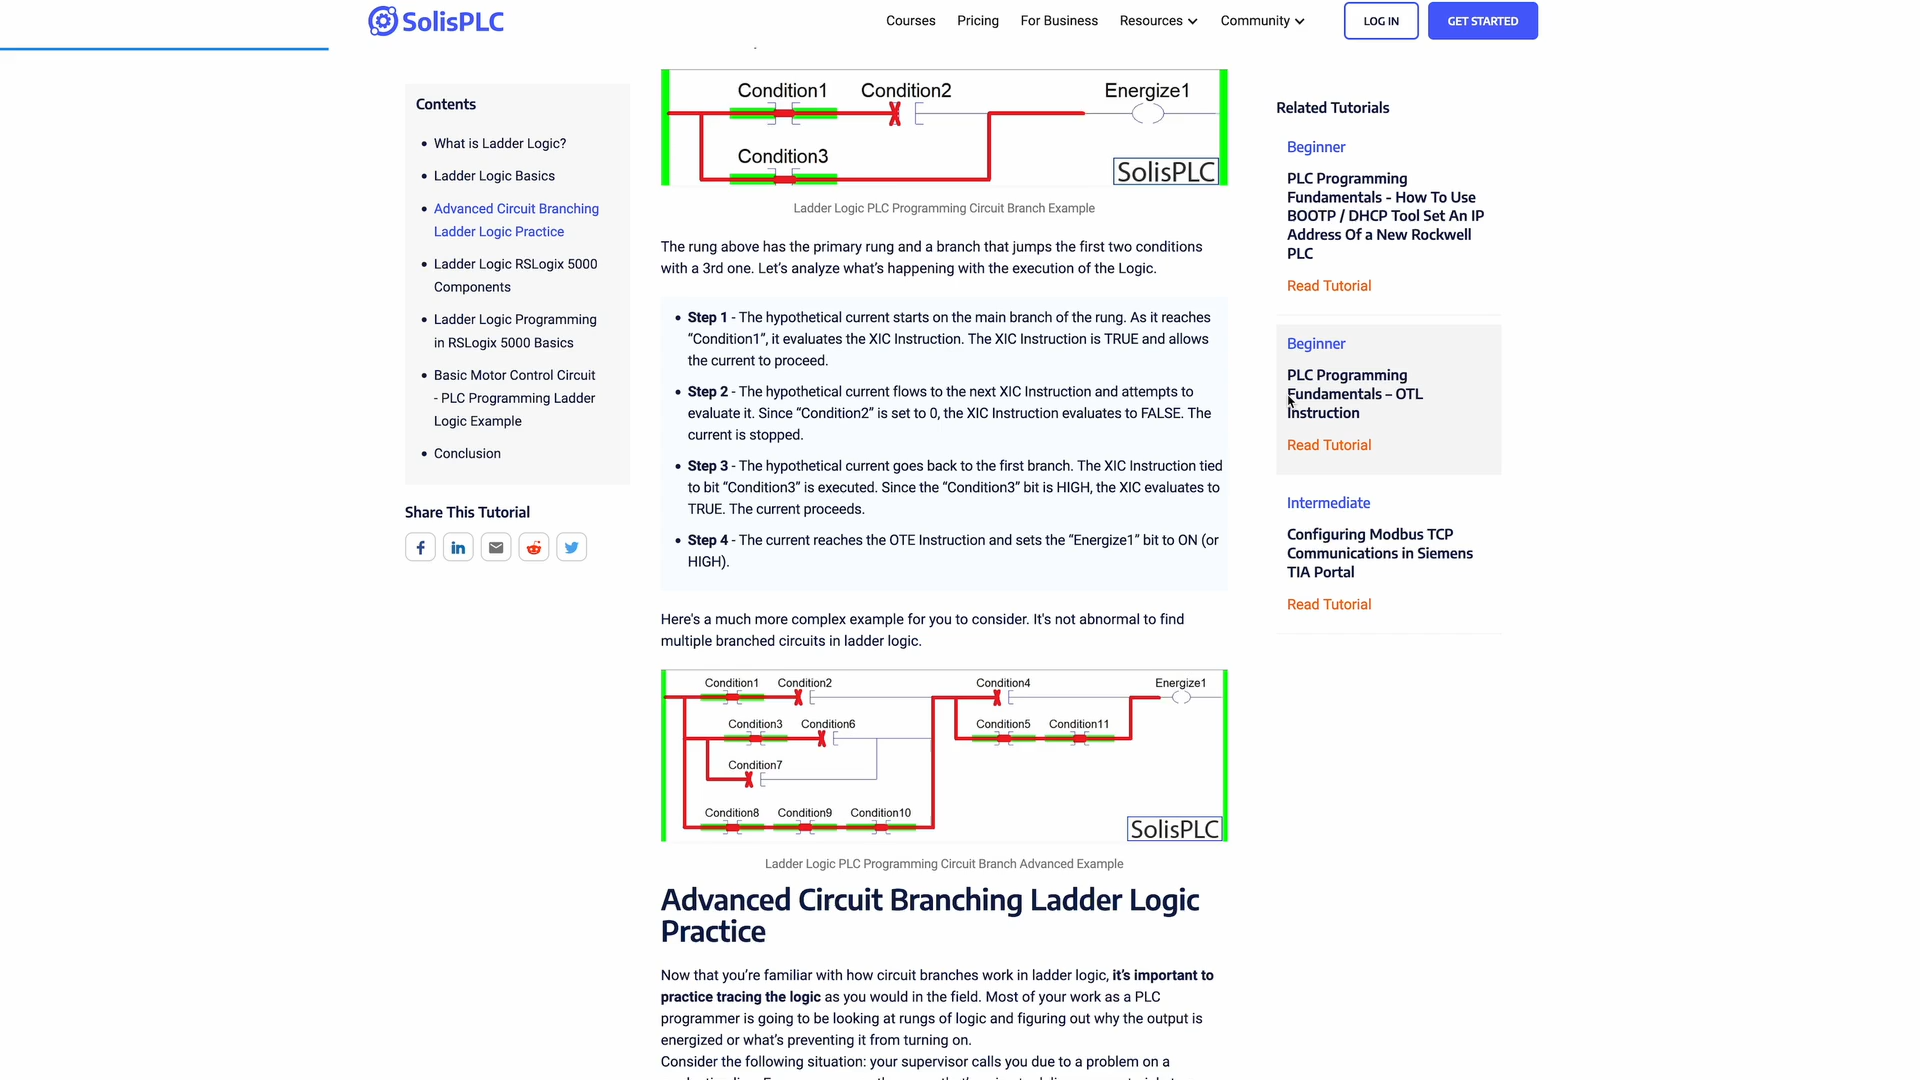 SolisPLC
Courses
Pricing
For Business
Resources
Community
LOG IN
GET STARTED
Contents
What is Ladder Logic?
Ladder Logic Basics
Advanced Circuit Branching
Ladder Logic Practice
Ladder Logic RSLogix 5000
Components
Ladder Logic Programming
in RSLogix 5000 Basics
Basic Motor Control Circuit
- PLC Programming Ladder
Logic Example
Conclusion
Share This Tutorial
Condition1
Condition2
Energize1
Condition3
SolisPLC
Ladder Logic PLC Programming Circuit Branch Example
The rung above has the primary rung and a branch that jumps the first two conditions
with a 3rd one. Let’s analyze what’s happening with the execution of the Logic.
Step 1 - The hypothetical current starts on the main branch of the rung. As it reaches
“Condition1”, it evaluates the XIC Instruction. The XIC Instruction is TRUE and allows
the current to proceed.
Step 2 - The hypothetical current flows to the next XIC Instruction and attempts to
evaluate it. Since “Condition2” is set to 0, the XIC Instruction evaluates to FALSE. The
current is stopped.
Step 3 - The hypothetical current goes back to the first branch. The XIC Instruction tied
to bit “Condition3” is executed. Since the “Condition3” bit is HIGH, the XIC evaluates to
TRUE. The current proceeds.
Step 4 - The current reaches the OTE Instruction and sets the “Energize1” bit to ON (or
HIGH).
Here's a much more complex example for you to consider. It's not abnormal to find
multiple branched circuits in ladder logic.
Condition1
Condition2
Condition4
Energize1
Condition3
Condition6
Condition5
Condition11
Condition7
Condition8
Condition9
Condition10
SolisPLC
Ladder Logic PLC Programming Circuit Branch Advanced Example
Advanced Circuit Branching Ladder Logic
Practice
Now that you’re familiar with how circuit branches work in ladder logic, it’s important to
practice tracing the logic as you would in the field. Most of your work as a PLC
programmer is going to be looking at rungs of logic and figuring out why the output is
energized or what’s preventing it from turning on.
Consider the following situation: your supervisor calls you due to a problem on a
Related Tutorials
Beginner
PLC Programming
Fundamentals - How To Use
BOOTP / DHCP Tool Set An IP
Address Of a New Rockwell
PLC
Read Tutorial
Beginner
PLC Programming
Fundamentals – OTL
Instruction
Read Tutorial
Intermediate
Configuring Modbus TCP
Communications in Siemens
TIA Portal
Read Tutorial